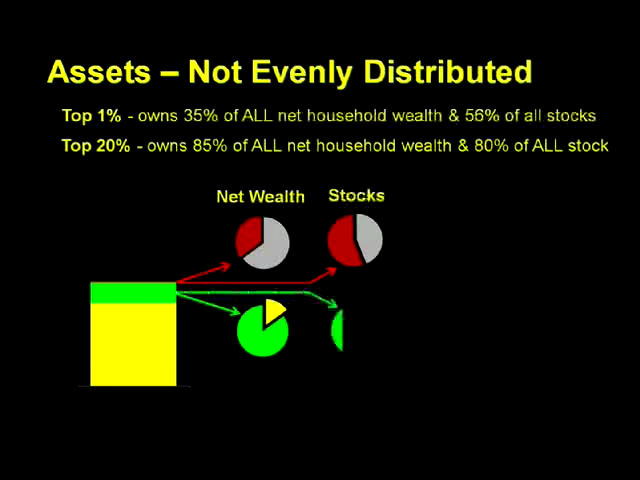 Assets – Not Evenly Distributed
Top 1% - owns 35% of ALL net household wealth & 56% of all stocks
Top 20% - owns 85% of ALL net household wealth & 80% of ALL stock
Net Wealth Stocks